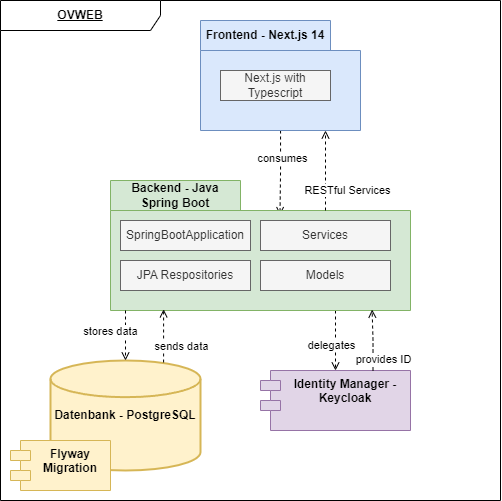 OVWEB
Frontend - Next.js 14
Next.js with
Typescript
consumes
RESTful Services
Backend - Java
Spring Boot
SpringBootApplication
Services
JPA Respositories
Models
stores data
sends data
delegates
provides ID
Datenbank - PostgreSQL
Identity Manager -
Keycloak
Flyway
Migration